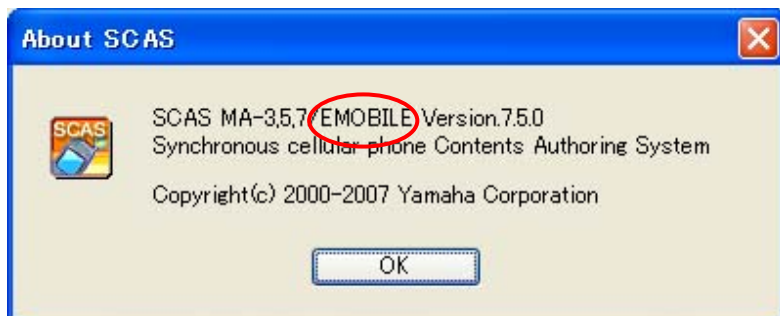 About SCAS
SCAS
SCAS MA-3,5,7/EMOBILE Version.7.5.0
Synchronous cellular phone Contents Authoring System
Copyright(c) 2000-2007 Yamaha Corporation
OK